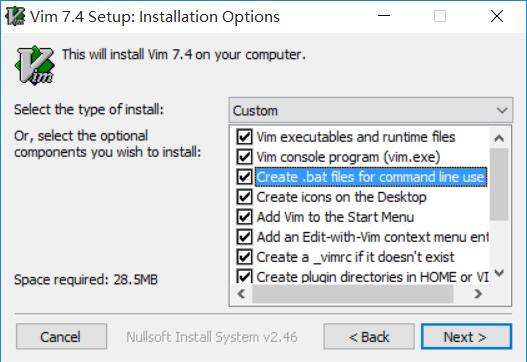 Vim 7.4 Setup: Installation Options
Vim
This will install Vim 7.4 on your computer.
Select the type of install:
Custom
Or, select the optional
components you wish to install:
Vim executables and runtime files
Vim console program (vim.exe)
Create .bat files for command line use
Create icons on the Desktop
Add Vim to the Start Menu
Add an Edit-with-Vim context menu ent
Create a _vimrc if it doesn't exist
Create plugin directories in HOME or VI
Space required: 28.5MB
Cancel
Nullsoft Install System v2.46
< Back
Next >